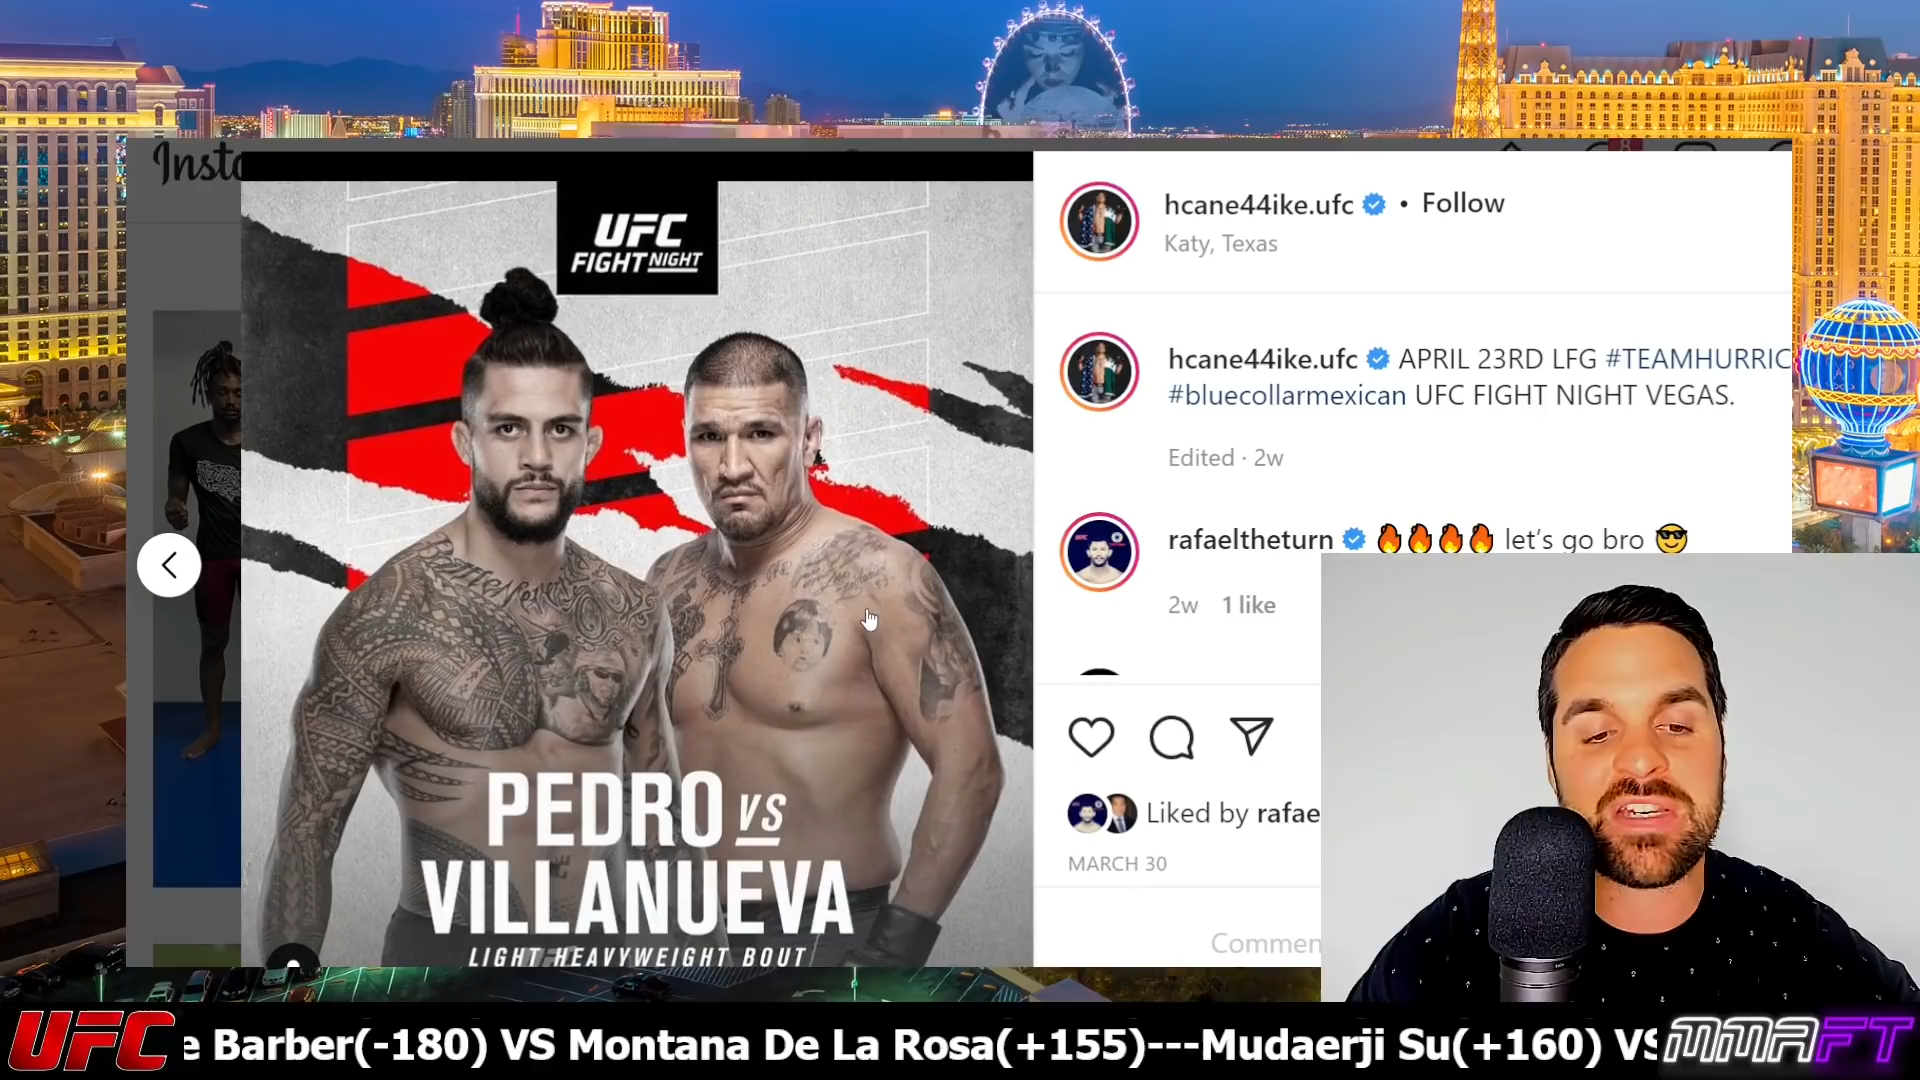 Insta
8
UFC
FIGHT NIGHT
PEDRO VS
VILLANUEVA
LIGHT HEAVYWEIGHT BOUT
hcane44ike.ufc • Follow
Katy, Texas
hcane44ike.ufc APRIL 23RD LFG #TEAMHURRIC
#bluecollarmexican UFC FIGHT NIGHT VEGAS.
Edited · 2w
rafaeltheturn 🔥🔥🔥🔥 let's go bro 😎
2w 1 like
Liked by rafae
MARCH 30
Commen
UFC e Barber(-180) VS Montana De La Rosa(+155)---Mudaerji Su(+160) VS MMAFT